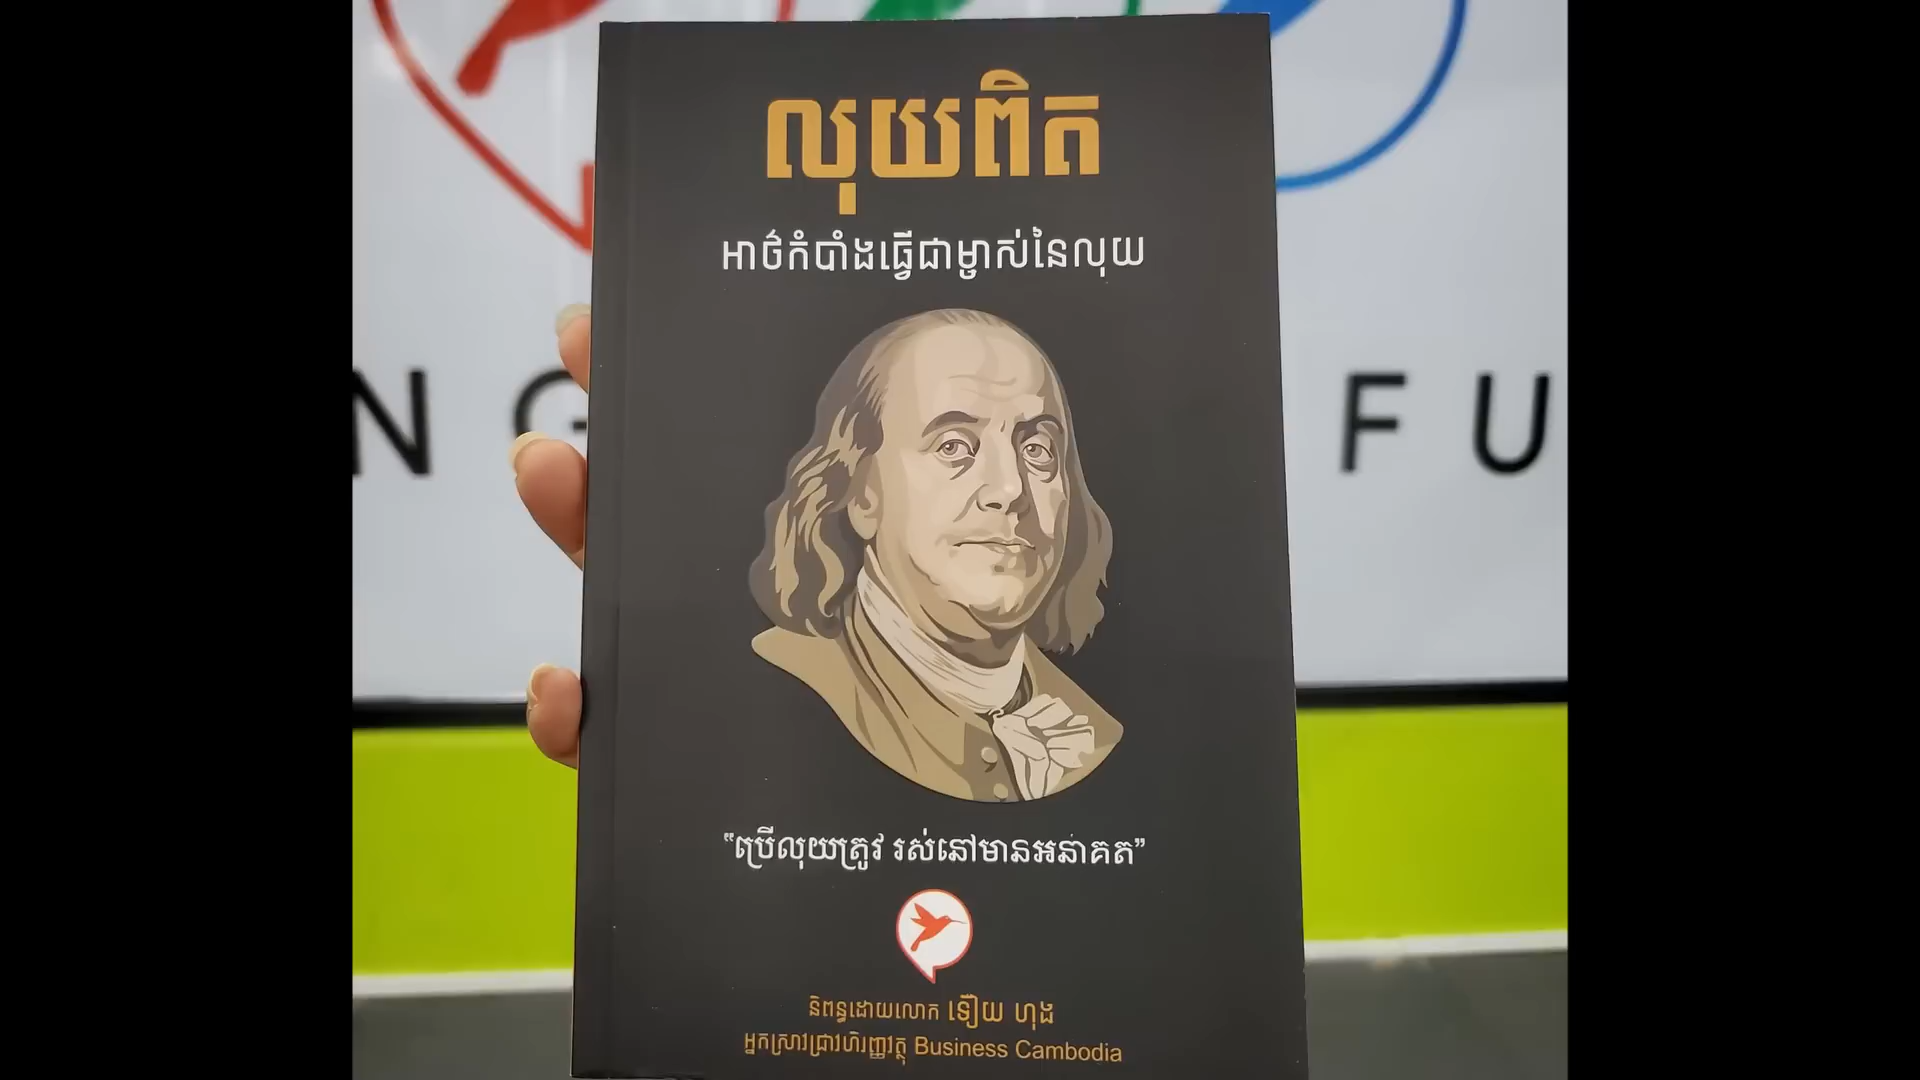 លុយពិត
អាថ៌កំបាំងធ្វើជាម្ចាស់នៃលុយ
N G F U
“ប្រើលុយត្រូវ រស់នៅមានអនាគត”
និពន្ធដោយលោក ទឿយ ហុង
អ្នកស្រាវជ្រាវហិរញ្ញវត្ថុ Business Cambodia